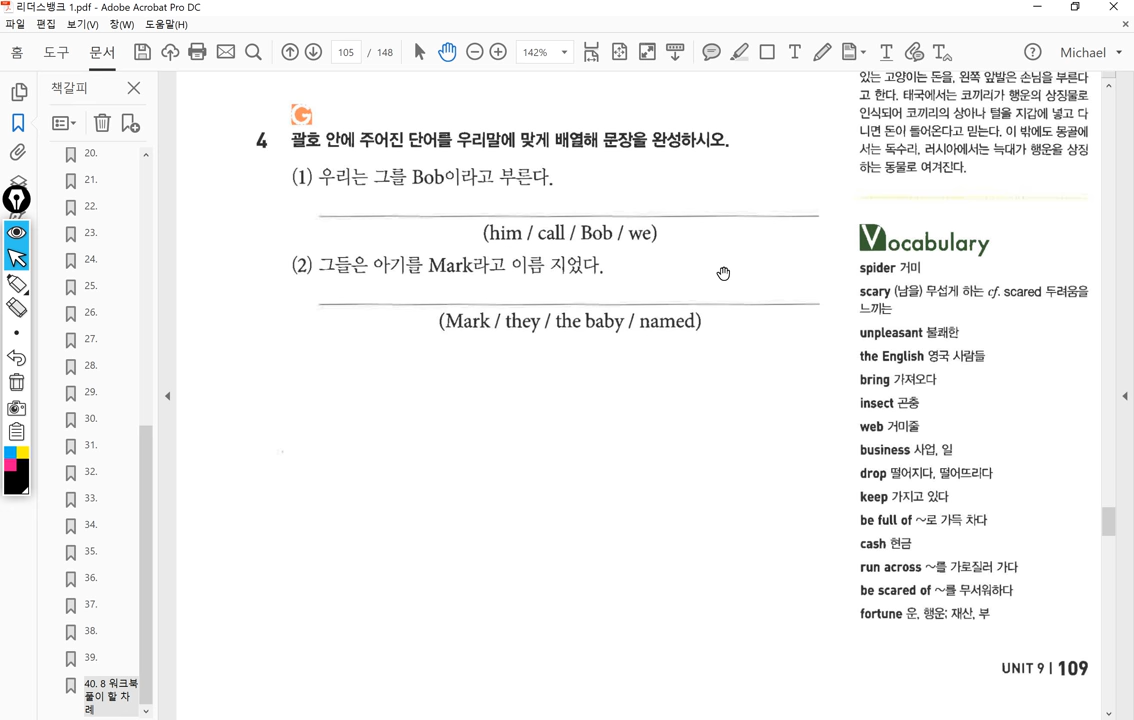 리더스뱅크 1.pdf - Adobe Acrobat Pro DC
파일 편집 보기(V) 창(W) 도움말(H)
홈 도구 문서 105 / 148 142% Michael
책갈피
20.
21.
22.
23.
24.
25.
26.
27.
28.
29.
30.
31.
32.
33.
34.
35.
36.
37.
38.
39.
40. 8 워크북
풀이 할 차
례
G
4 괄호 안에 주어진 단어를 우리말에 맞게 배열해 문장을 완성하시오.
(1) 우리는 그를 Bob이라고 부른다.
(him / call / Bob / we)
(2) 그들은 아기를 Mark라고 이름 지었다.
(Mark / they / the baby / named)
있는 고양이는 돈을, 왼쪽 앞발은 손님을 부른다
고 한다. 태국에서는 코끼리가 행운의 상징물로
인식되어 코끼리의 상아나 털을 지갑에 넣고 다
니면 돈이 들어온다고 믿는다. 이 밖에도 동골에
서는 독수리, 러시아에서는 늑대가 행운을 상징
하는 동물로 여겨진다.
Vocabulary
spider 거미
scary (남을) 무섭게 하는 cf. scared 두려움을
느끼는
unpleasant 불쾌한
the English 영국 사람들
bring 가져오다
insect 곤충
web 거미줄
business 사업, 일
drop 떨어지다, 떨어뜨리다
keep 가지고 있다
be full of ~로 가득 차다
cash 현금
run across ~를 가로질러 가다
be scared of ~를 무서워하다
fortune 운, 행운; 재산, 부
UNIT 9 | 109